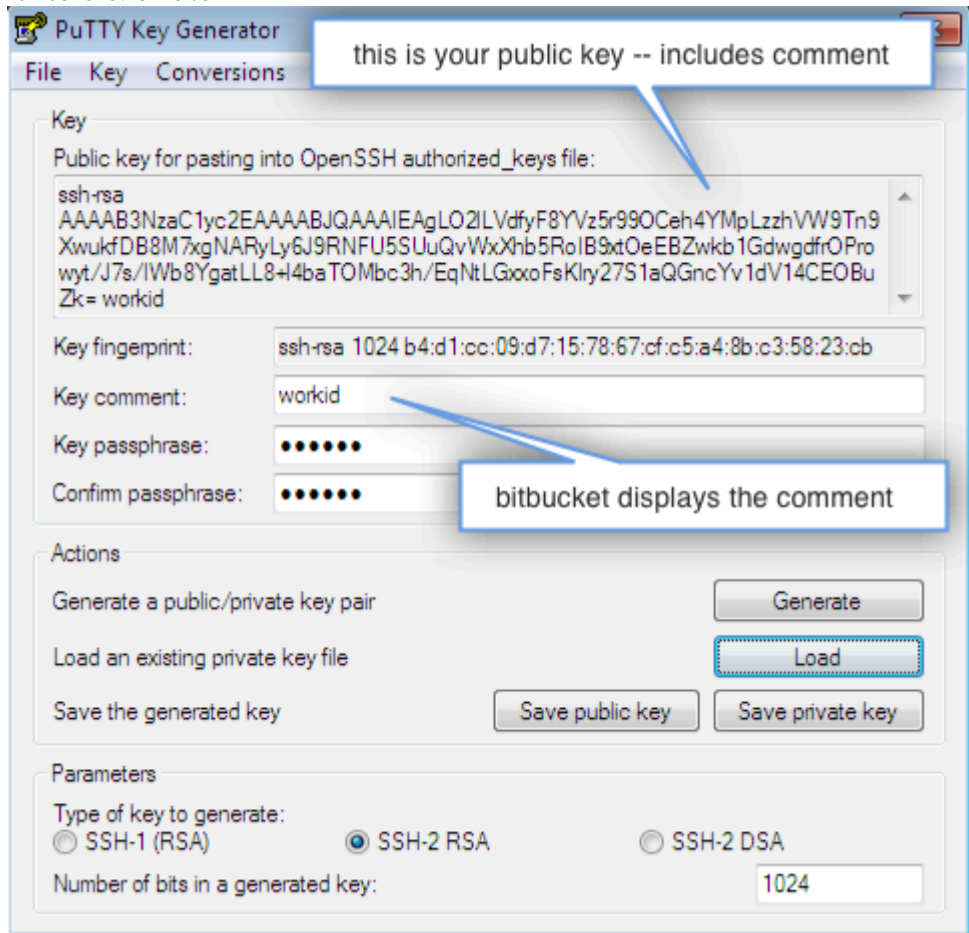 PuTTY Key Generator
this is your public key -- includes comment
File Key Conversions
Key
Public key for pasting into OpenSSH authorized_keys file:
ssh-rsa
AAAAB3NzaC1yc2EAAAABJQAAAIEAgLO2ILVdfyF8YVz5r99OCeh4YMpLzzhVW9Tn9
XwukfDB8M7xgNARyLy6J9RNFU5SUuQvWxXhb5RoIB9xtOeEBZwkb1GdwgdfrOPro
wyt/J7s/IWb8YgatLL8+I4baTOMbc3h/EqNtLGxxoFsKlry27S1aQGncYv1dV14CEOBu
Zk= workid
Key fingerprint: ssh-rsa 1024 b4:d1:cc:09:d7:15:78:67:cf:c5:a4:8b:c3:58:23:cb
Key comment: workid
Key passphrase: ●●●●●●
Confirm passphrase: ●●●●●●
bitbucket displays the comment
Actions
Generate a public/private key pair Generate
Load an existing private key file Load
Save the generated key Save public key Save private key
Parameters
Type of key to generate:
SSH-1 (RSA) SSH-2 RSA SSH-2 DSA
Number of bits in a generated key: 1024